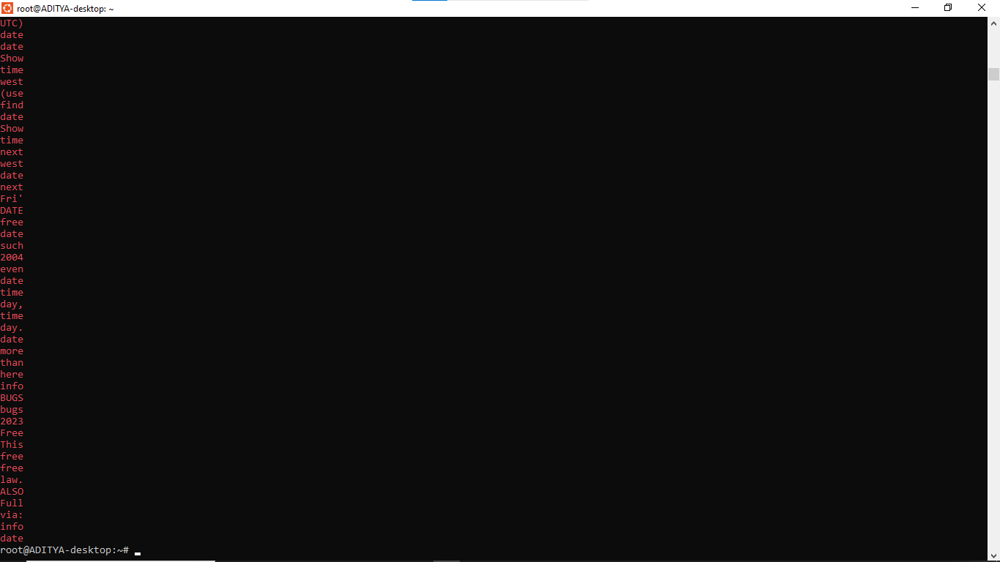 root@ADITYA-desktop: ~
UTC)
date
date
Show
time
west
(use
find
date
Show
time
next
west
date
next
Fri'
DATE
free
date
such
2004
even
date
time
day,
time
day.
date
more
than
here
info
BUGS
bugs
2023
Free
This
free
free
law.
ALSO
Full
via:
info
date
root@ADITYA-desktop:~#